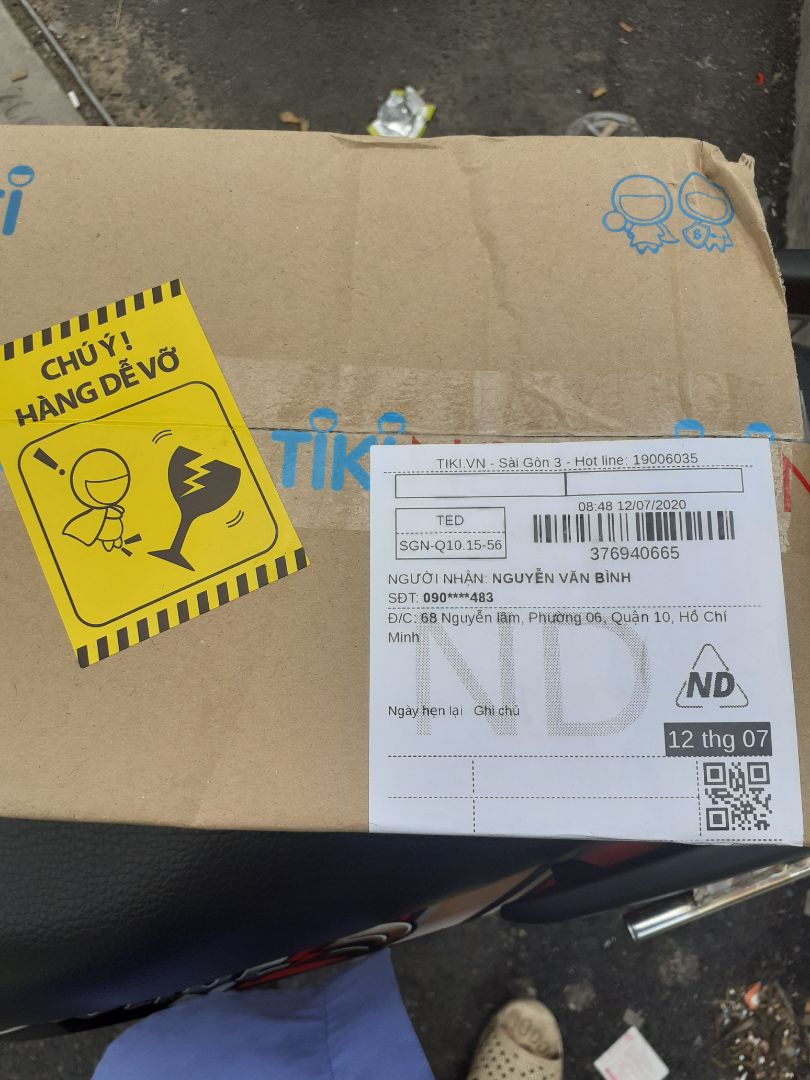 TIKI
CHÚ Ý!
HÀNG DỄ VỠ
TIKI.VN - Sài Gòn 3 - Hot line: 19006035
08:48 12/07/2020
TED
SGN-Q10.15-56
376940665
NGƯỜI NHẬN: NGUYỄN VĂN BÌNH
SĐT: 090****483
Đ/C: 68 Nguyễn lâm, Phường 06, Quận 10, Hồ Chí
Minh
ND
ND
Ngày hẹn lại Ghi chú
12 thg 07